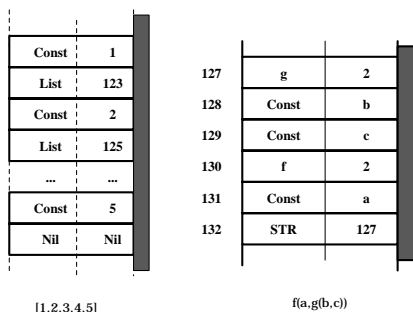 Const 1
List 123
Const 2
List 125
... ...
Const 5
Nil Nil
[1,2,3,4,5]
127 g 2
128 Const b
129 Const c
130 f 2
131 Const a
132 STR 127
f(a,g(b,c))